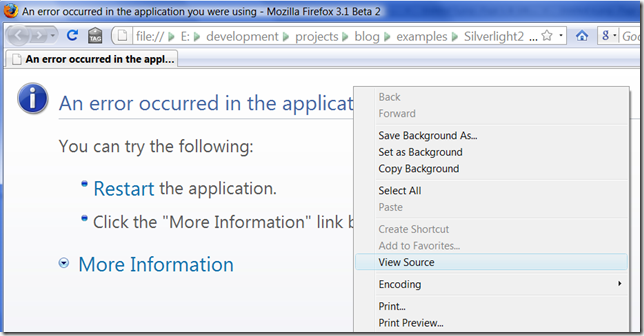 An error occurred in the application you were using - Mozilla Firefox 3.1 Beta 2
TAG file:// E: development projects blog examples Silverlight2 ... g Goo
An error occurred in the appl...
An error occurred in the applicat
You can try the following:
Restart the application.
Click the "More Information" link b
More Information
Back
Forward
Save Background As...
Set as Background
Copy Background
Select All
Paste
Create Shortcut
Add to Favorites...
View Source
Encoding
Print...
Print Preview...